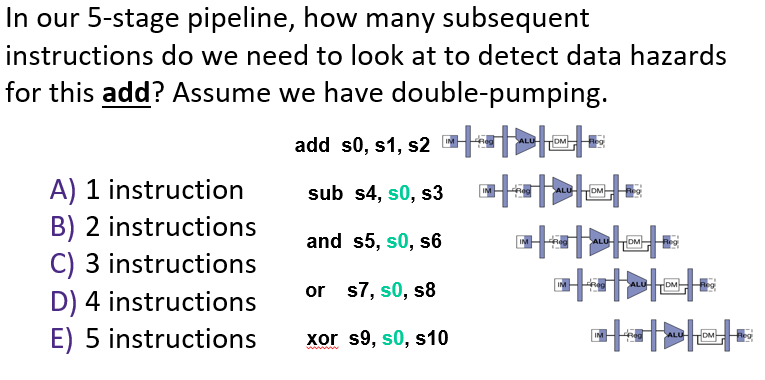 In our 5-stage pipeline, how many subsequent
instructions do we need to look at to detect data hazards
for this add? Assume we have double-pumping.
add s0, s1, s2 IM Reg ALU DM Reg
A) 1 instruction
sub s4, s0, s3 IM Reg ALU DM Reg
B) 2 instructions
and s5, s0, s6 IM Reg ALU DM Reg
C) 3 instructions
or s7, s0, s8 IM Reg ALU DM Reg
D) 4 instructions
E) 5 instructions
xor s9, s0, s10 IM Reg ALU DM Reg